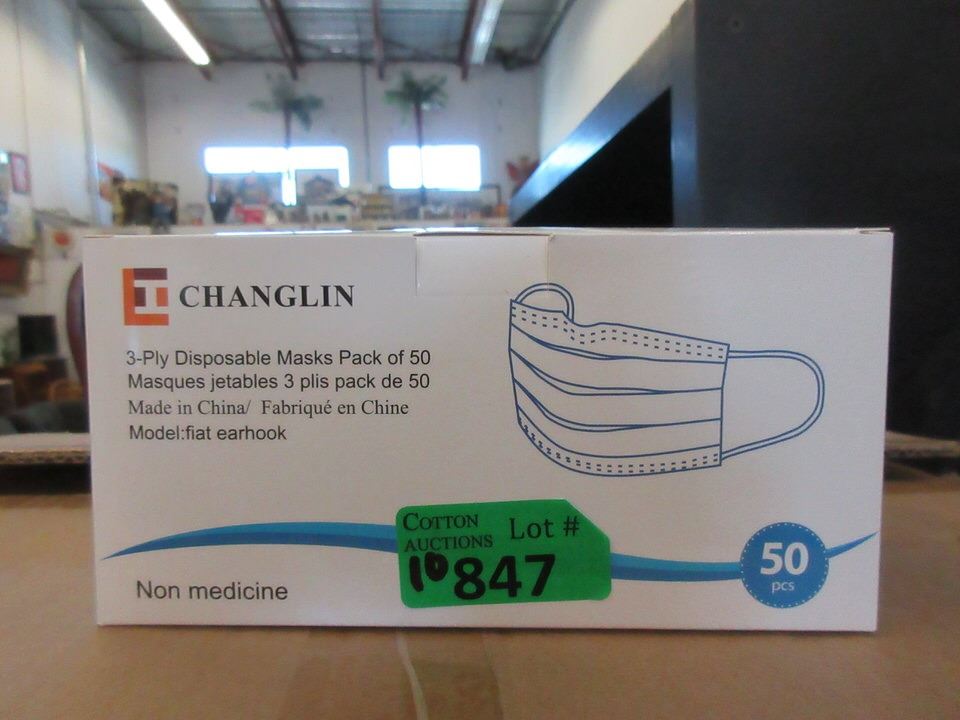 CHANGLIN
3-Ply Disposable Masks Pack of 50
Masques jetables 3 plis pack de 50
Made in China/ Fabriqué en Chine
Model:fiat earhook
COTTON AUCTIONS Lot #
10847
50
pcs
Non medicine